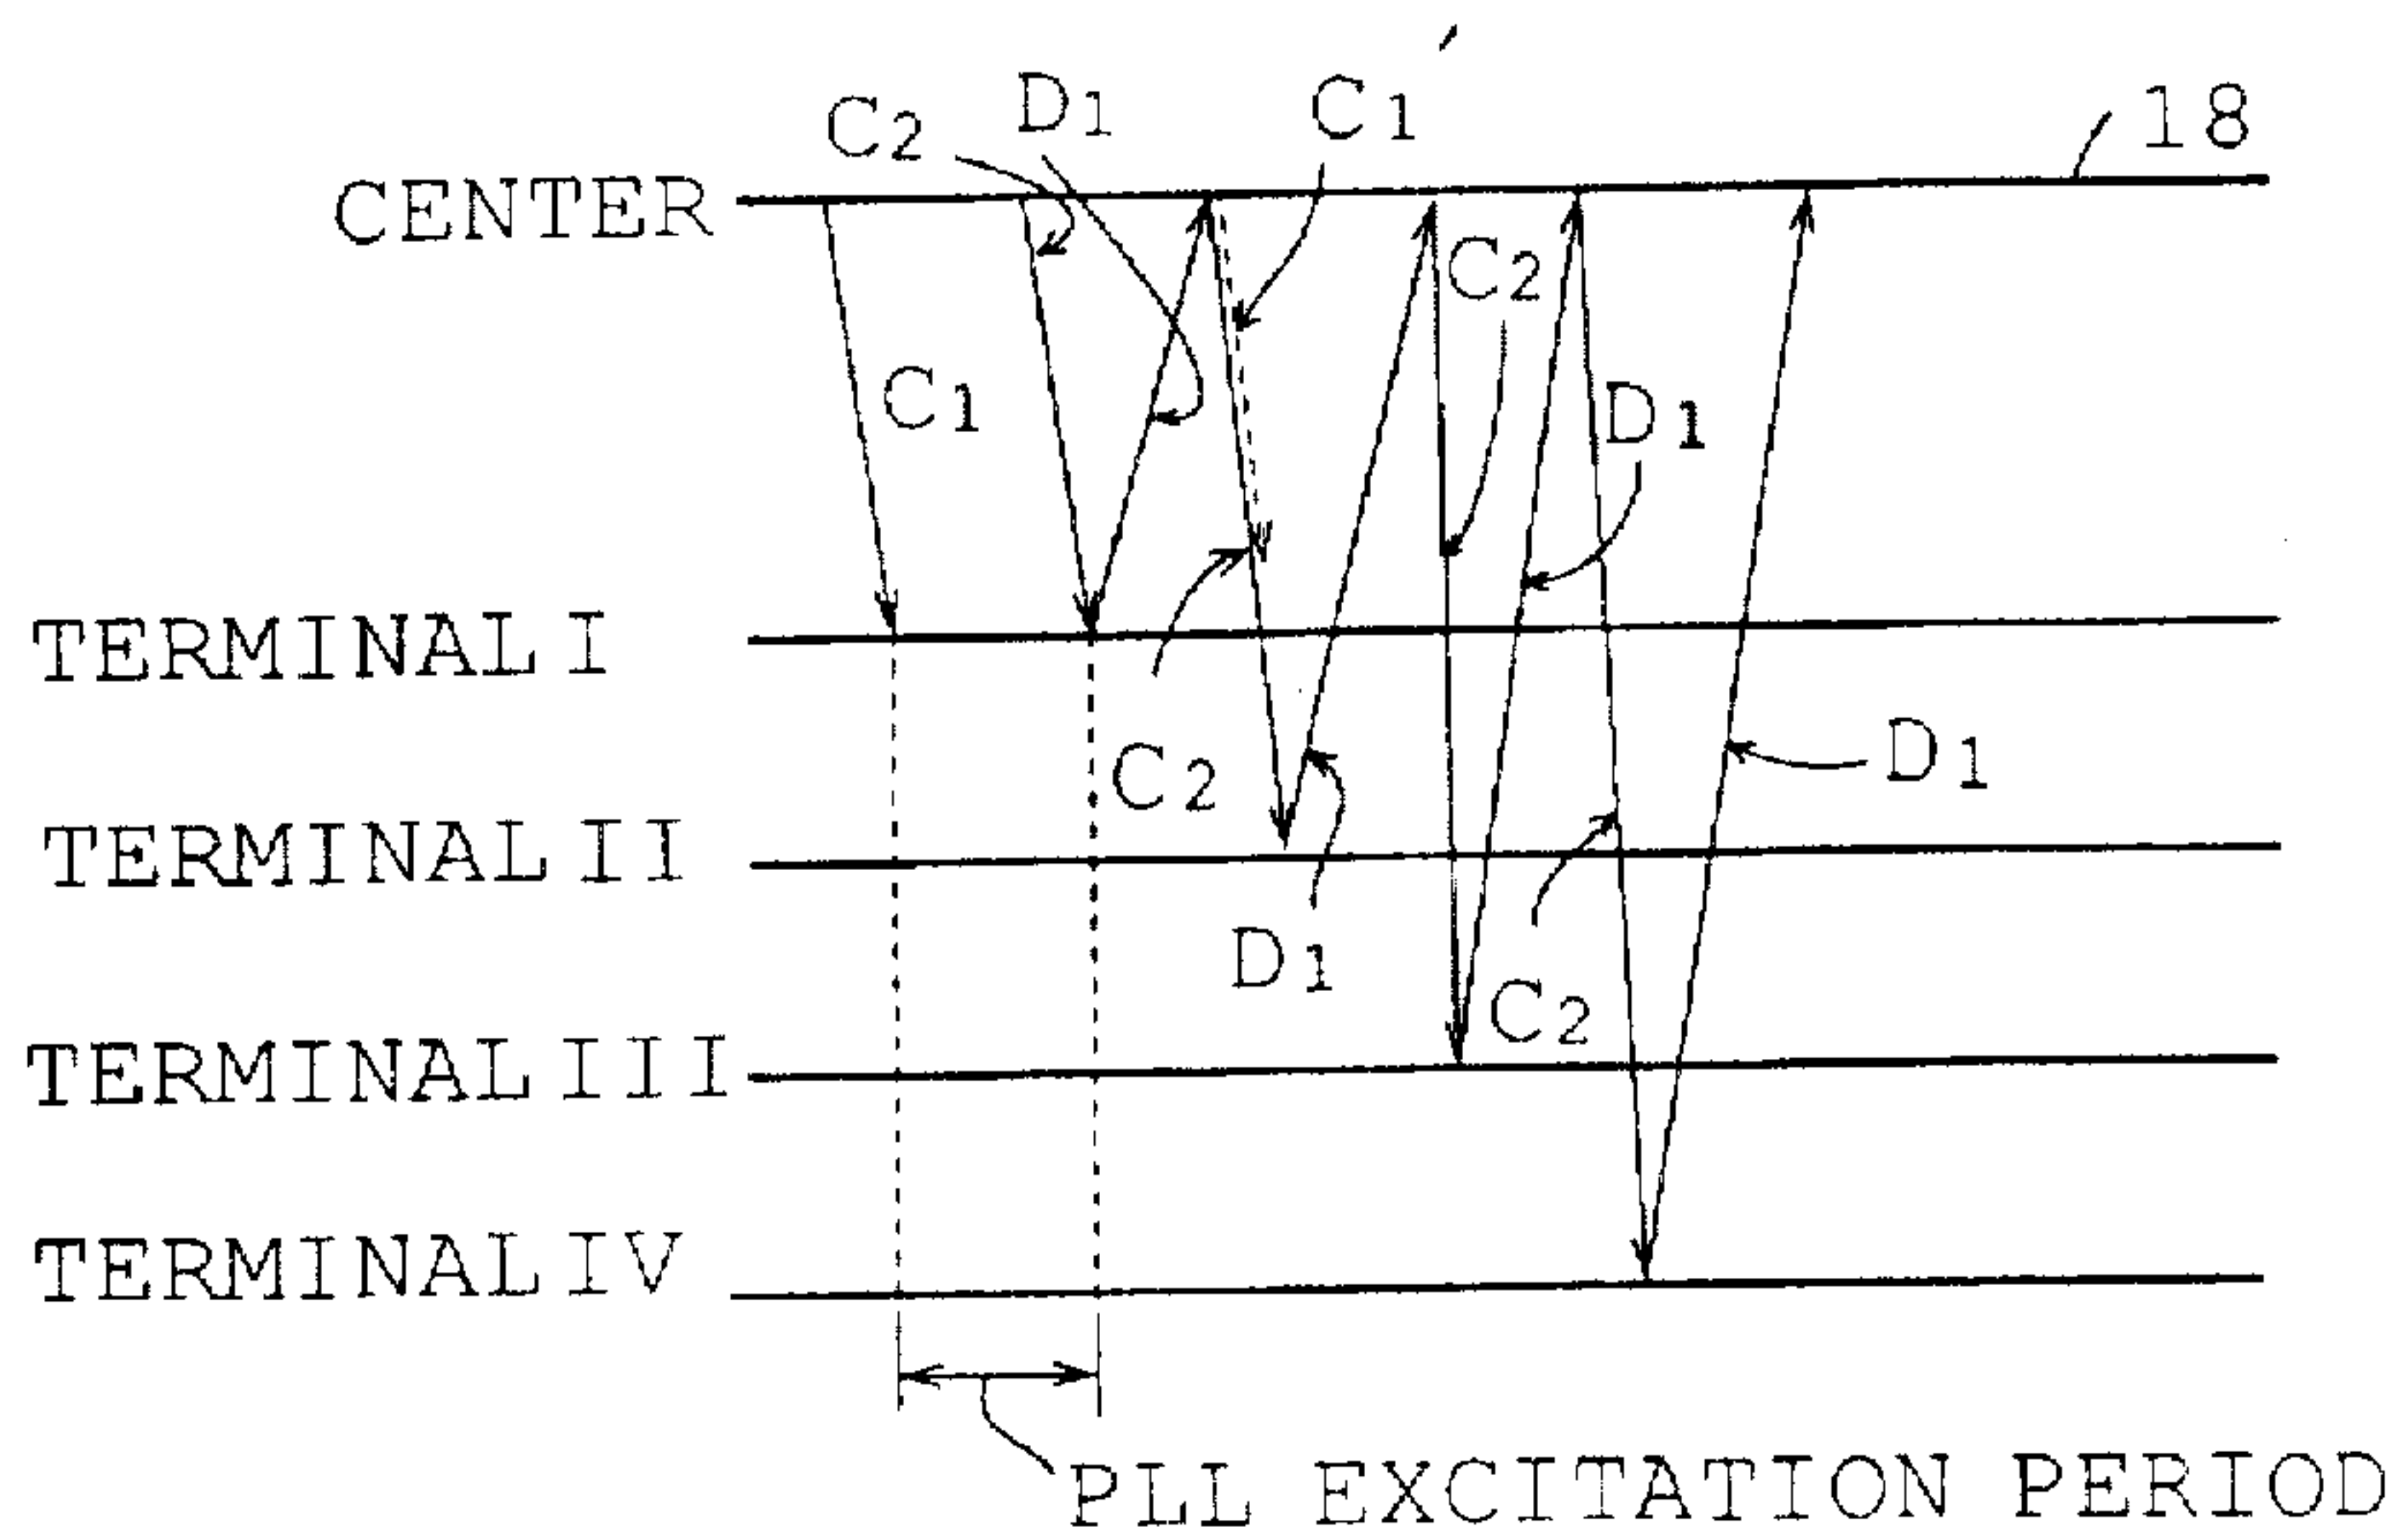 C2 D1 C1′ 18
CENTER
C2
C1
D1
TERMINAL I
C2
D1
TERMINAL II
D1
C2
TERMINAL III
TERMINAL IV
PLL EXCITATION PERIOD